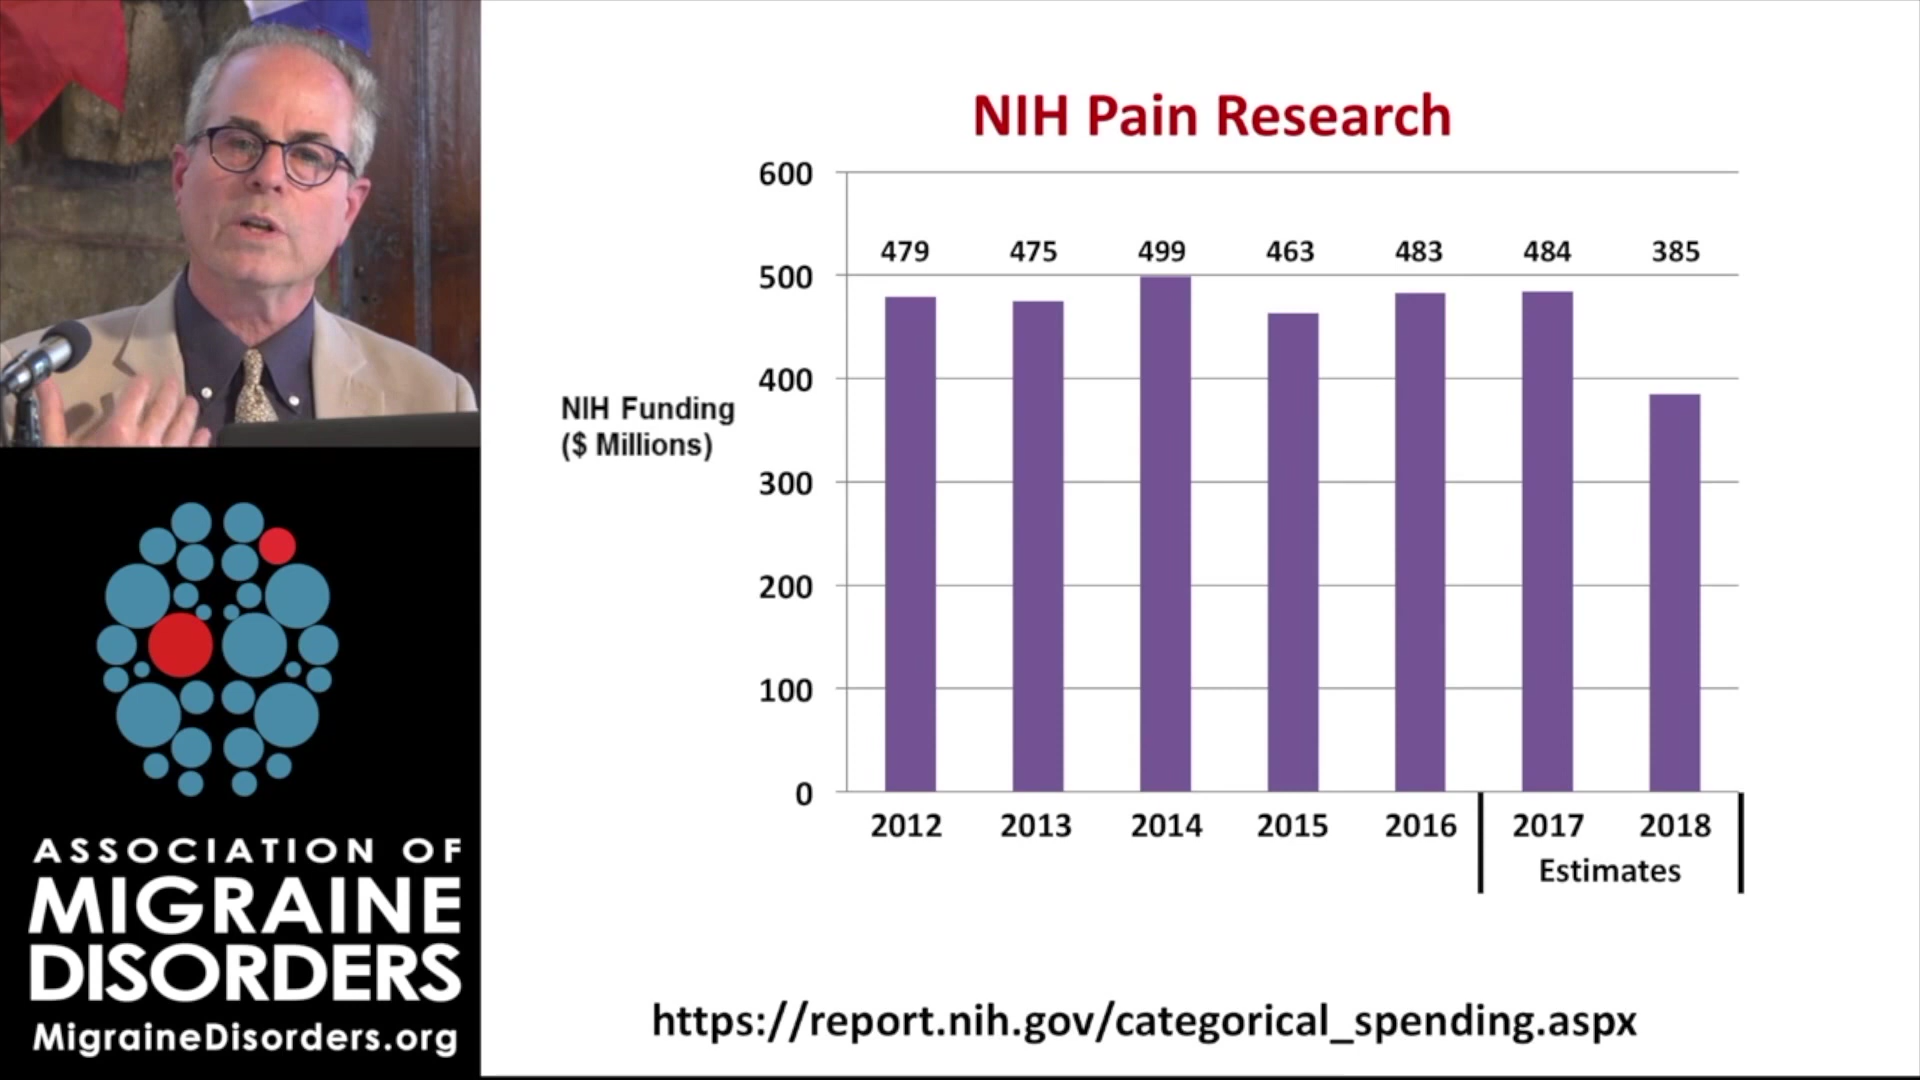 NIH Pain Research
600
500
400
300
200
100
0
NIH Funding
($ Millions)
479 475 499 463 483 484 385
2012 2013 2014 2015 2016 2017 2018
Estimates
https://report.nih.gov/categorical_spending.aspx
ASSOCIATION OF
MIGRAINE
DISORDERS
MigraineDisorders.org